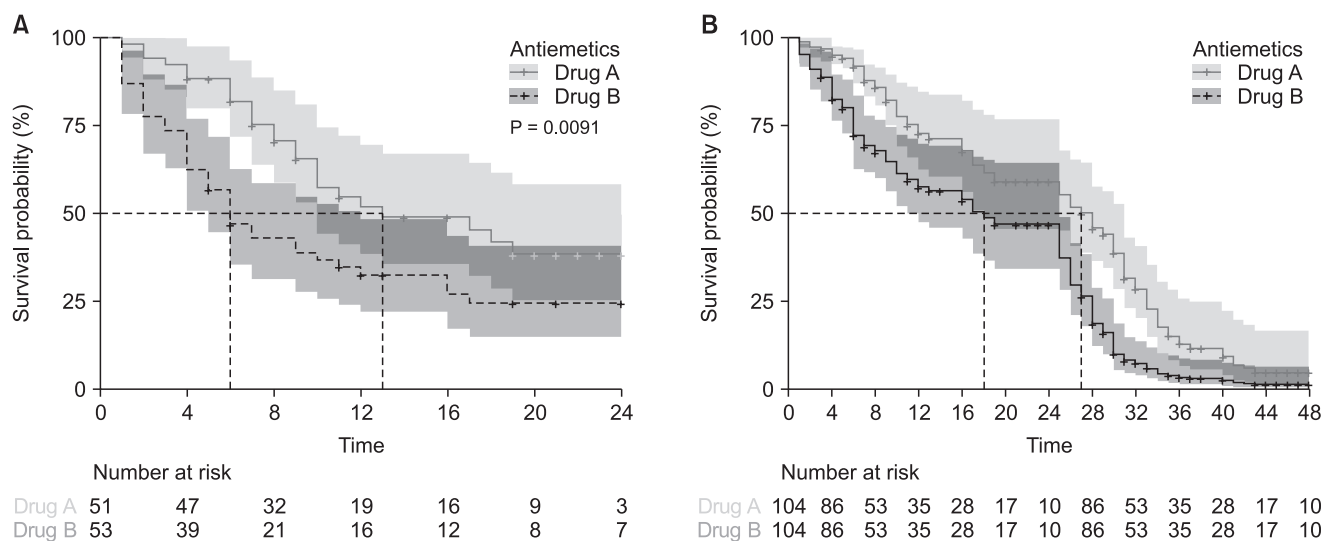 A
Survival probability (%)
100
75
50
25
0
Antiemetics
Drug A
Drug B
P = 0.0091
0 4 8 12 16 20 24
Time
Number at risk
Drug A 51 47 32 19 16 9 3
Drug B 53 39 21 16 12 8 7
B
Survival probability (%)
100
75
50
25
0
Antiemetics
Drug A
Drug B
0 4 8 12 16 20 24 28 32 36 40 44 48
Time
Number at risk
Drug A 104 86 53 35 28 17 10 86 53 35 28 17 10
Drug B 104 86 53 35 28 17 10 86 53 35 28 17 10